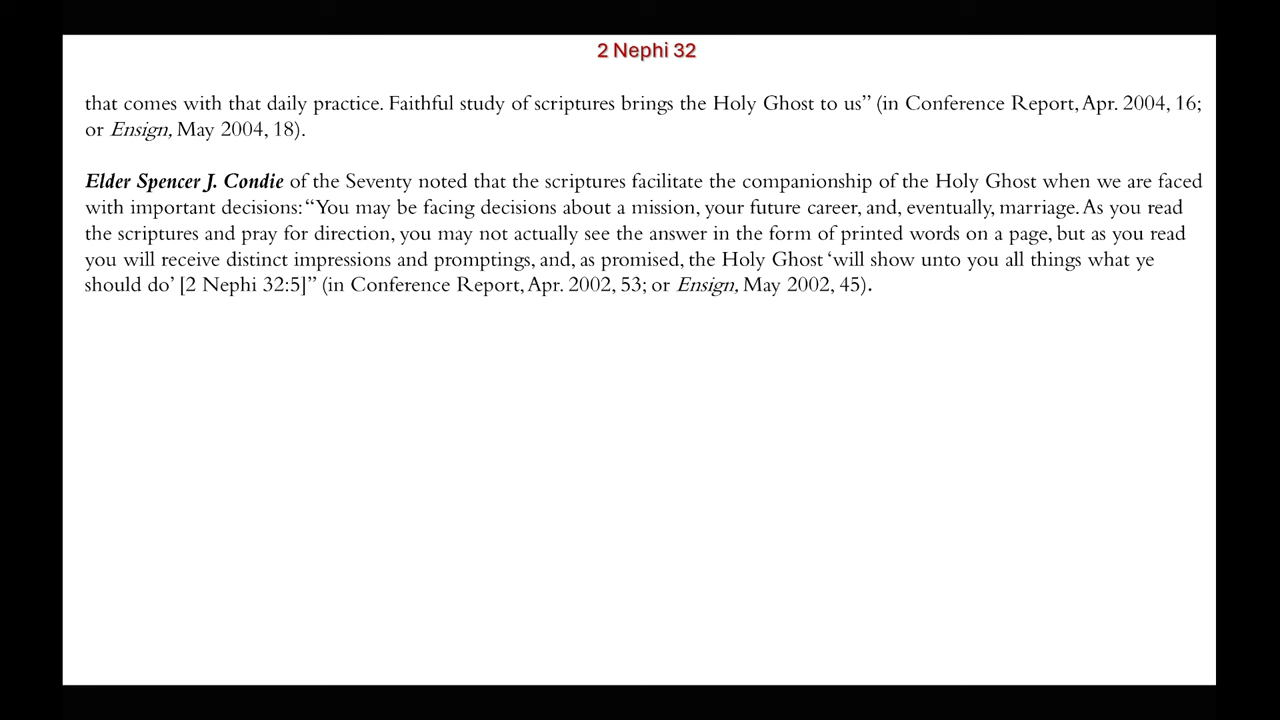 2 Nephi 32
that comes with that daily practice. Faithful study of scriptures brings the Holy Ghost to us” (in Conference Report, Apr. 2004, 16;
or Ensign, May 2004, 18).
Elder Spencer J. Condie of the Seventy noted that the scriptures facilitate the companionship of the Holy Ghost when we are faced
with important decisions: “You may be facing decisions about a mission, your future career, and, eventually, marriage. As you read
the scriptures and pray for direction, you may not actually see the answer in the form of printed words on a page, but as you read
you will receive distinct impressions and promptings, and, as promised, the Holy Ghost ‘will show unto you all things what ye
should do’ [2 Nephi 32:5]” (in Conference Report, Apr. 2002, 53; or Ensign, May 2002, 45).